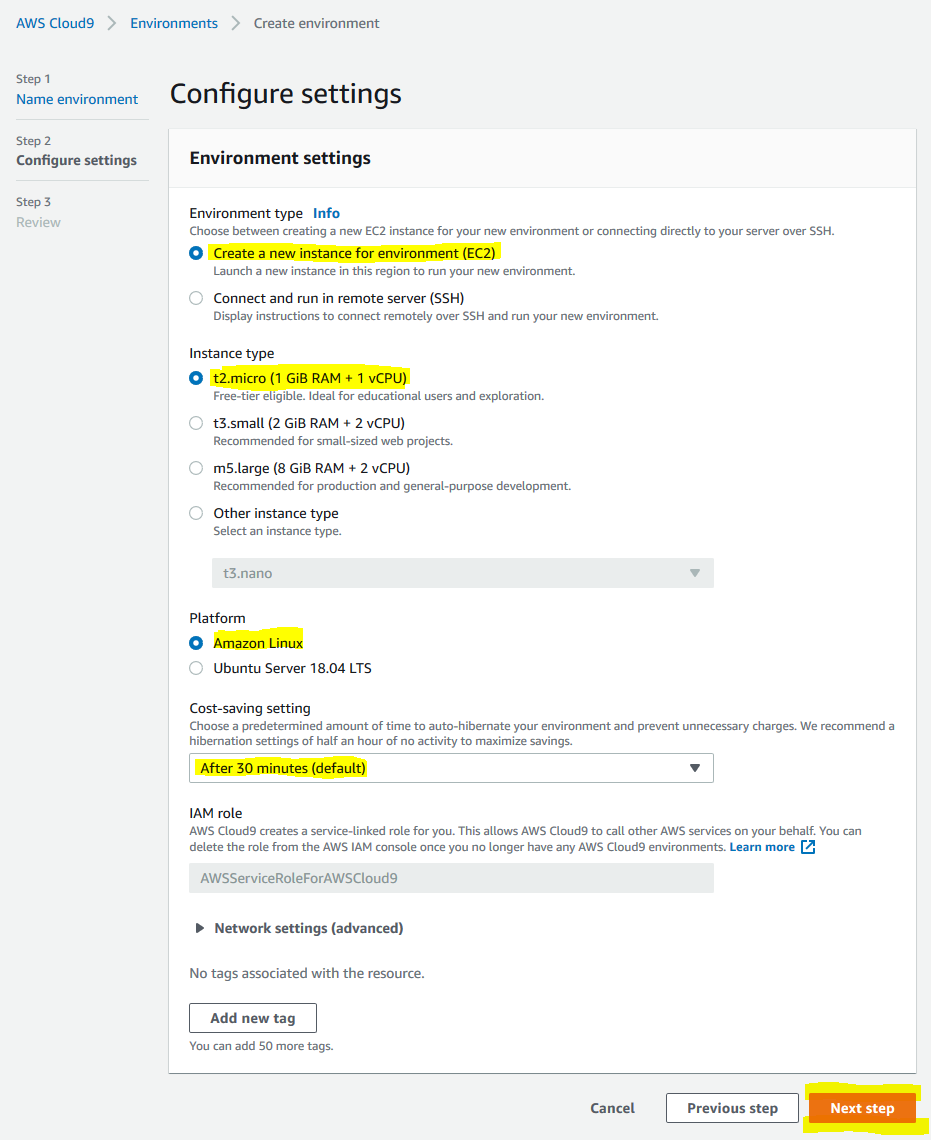 AWS Cloud9 > Environments > Create environment
Step 1
Name environment
Step 2
Configure settings
Step 3
Review
Configure settings
Environment settings
Environment type Info
Choose between creating a new EC2 instance for your new environment or connecting directly to your server over SSH.
Create a new instance for environment (EC2)
Launch a new instance in this region to run your new environment.
Connect and run in remote server (SSH)
Display instructions to connect remotely over SSH and run your new environment.
Instance type
t2.micro (1 GiB RAM + 1 vCPU)
Free-tier eligible. Ideal for educational users and exploration.
t3.small (2 GiB RAM + 2 vCPU)
Recommended for small-sized web projects.
m5.large (8 GiB RAM + 2 vCPU)
Recommended for production and general-purpose development.
Other instance type
Select an instance type.
t3.nano
Platform
Amazon Linux
Ubuntu Server 18.04 LTS
Cost-saving setting
Choose a predetermined amount of time to auto-hibernate your environment and prevent unnecessary charges. We recommend a
hibernation settings of half an hour of no activity to maximize savings.
After 30 minutes (default)
IAM role
AWS Cloud9 creates a service-linked role for you. This allows AWS Cloud9 to call other AWS services on your behalf. You can
delete the role from the AWS IAM console once you no longer have any AWS Cloud9 environments. Learn more
AWSServiceRoleForAWSCloud9
Network settings (advanced)
No tags associated with the resource.
Add new tag
You can add 50 more tags.
Cancel
Previous step
Next step